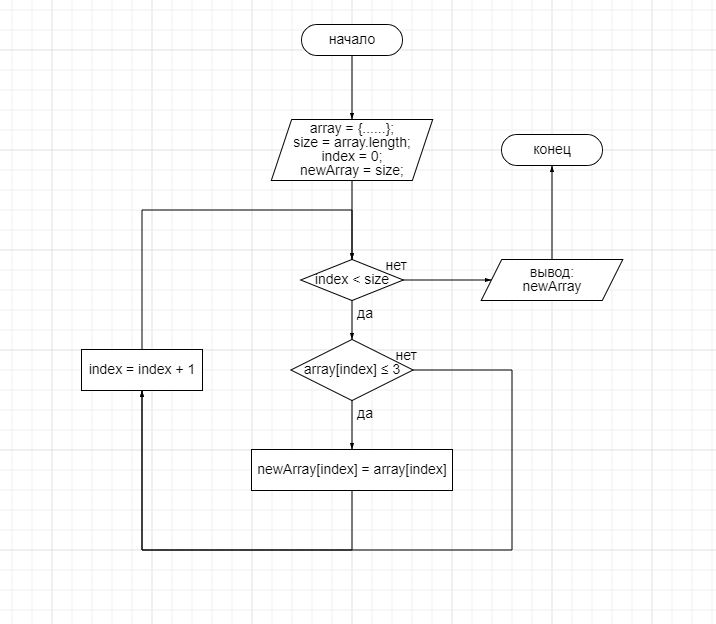 начало
array = {......};
size = array.length;
index = 0;
newArray = size;
конец
index < size
нет
вывод:
newArray
да
array[index] ≤ 3
нет
index = index + 1
да
newArray[index] = array[index]